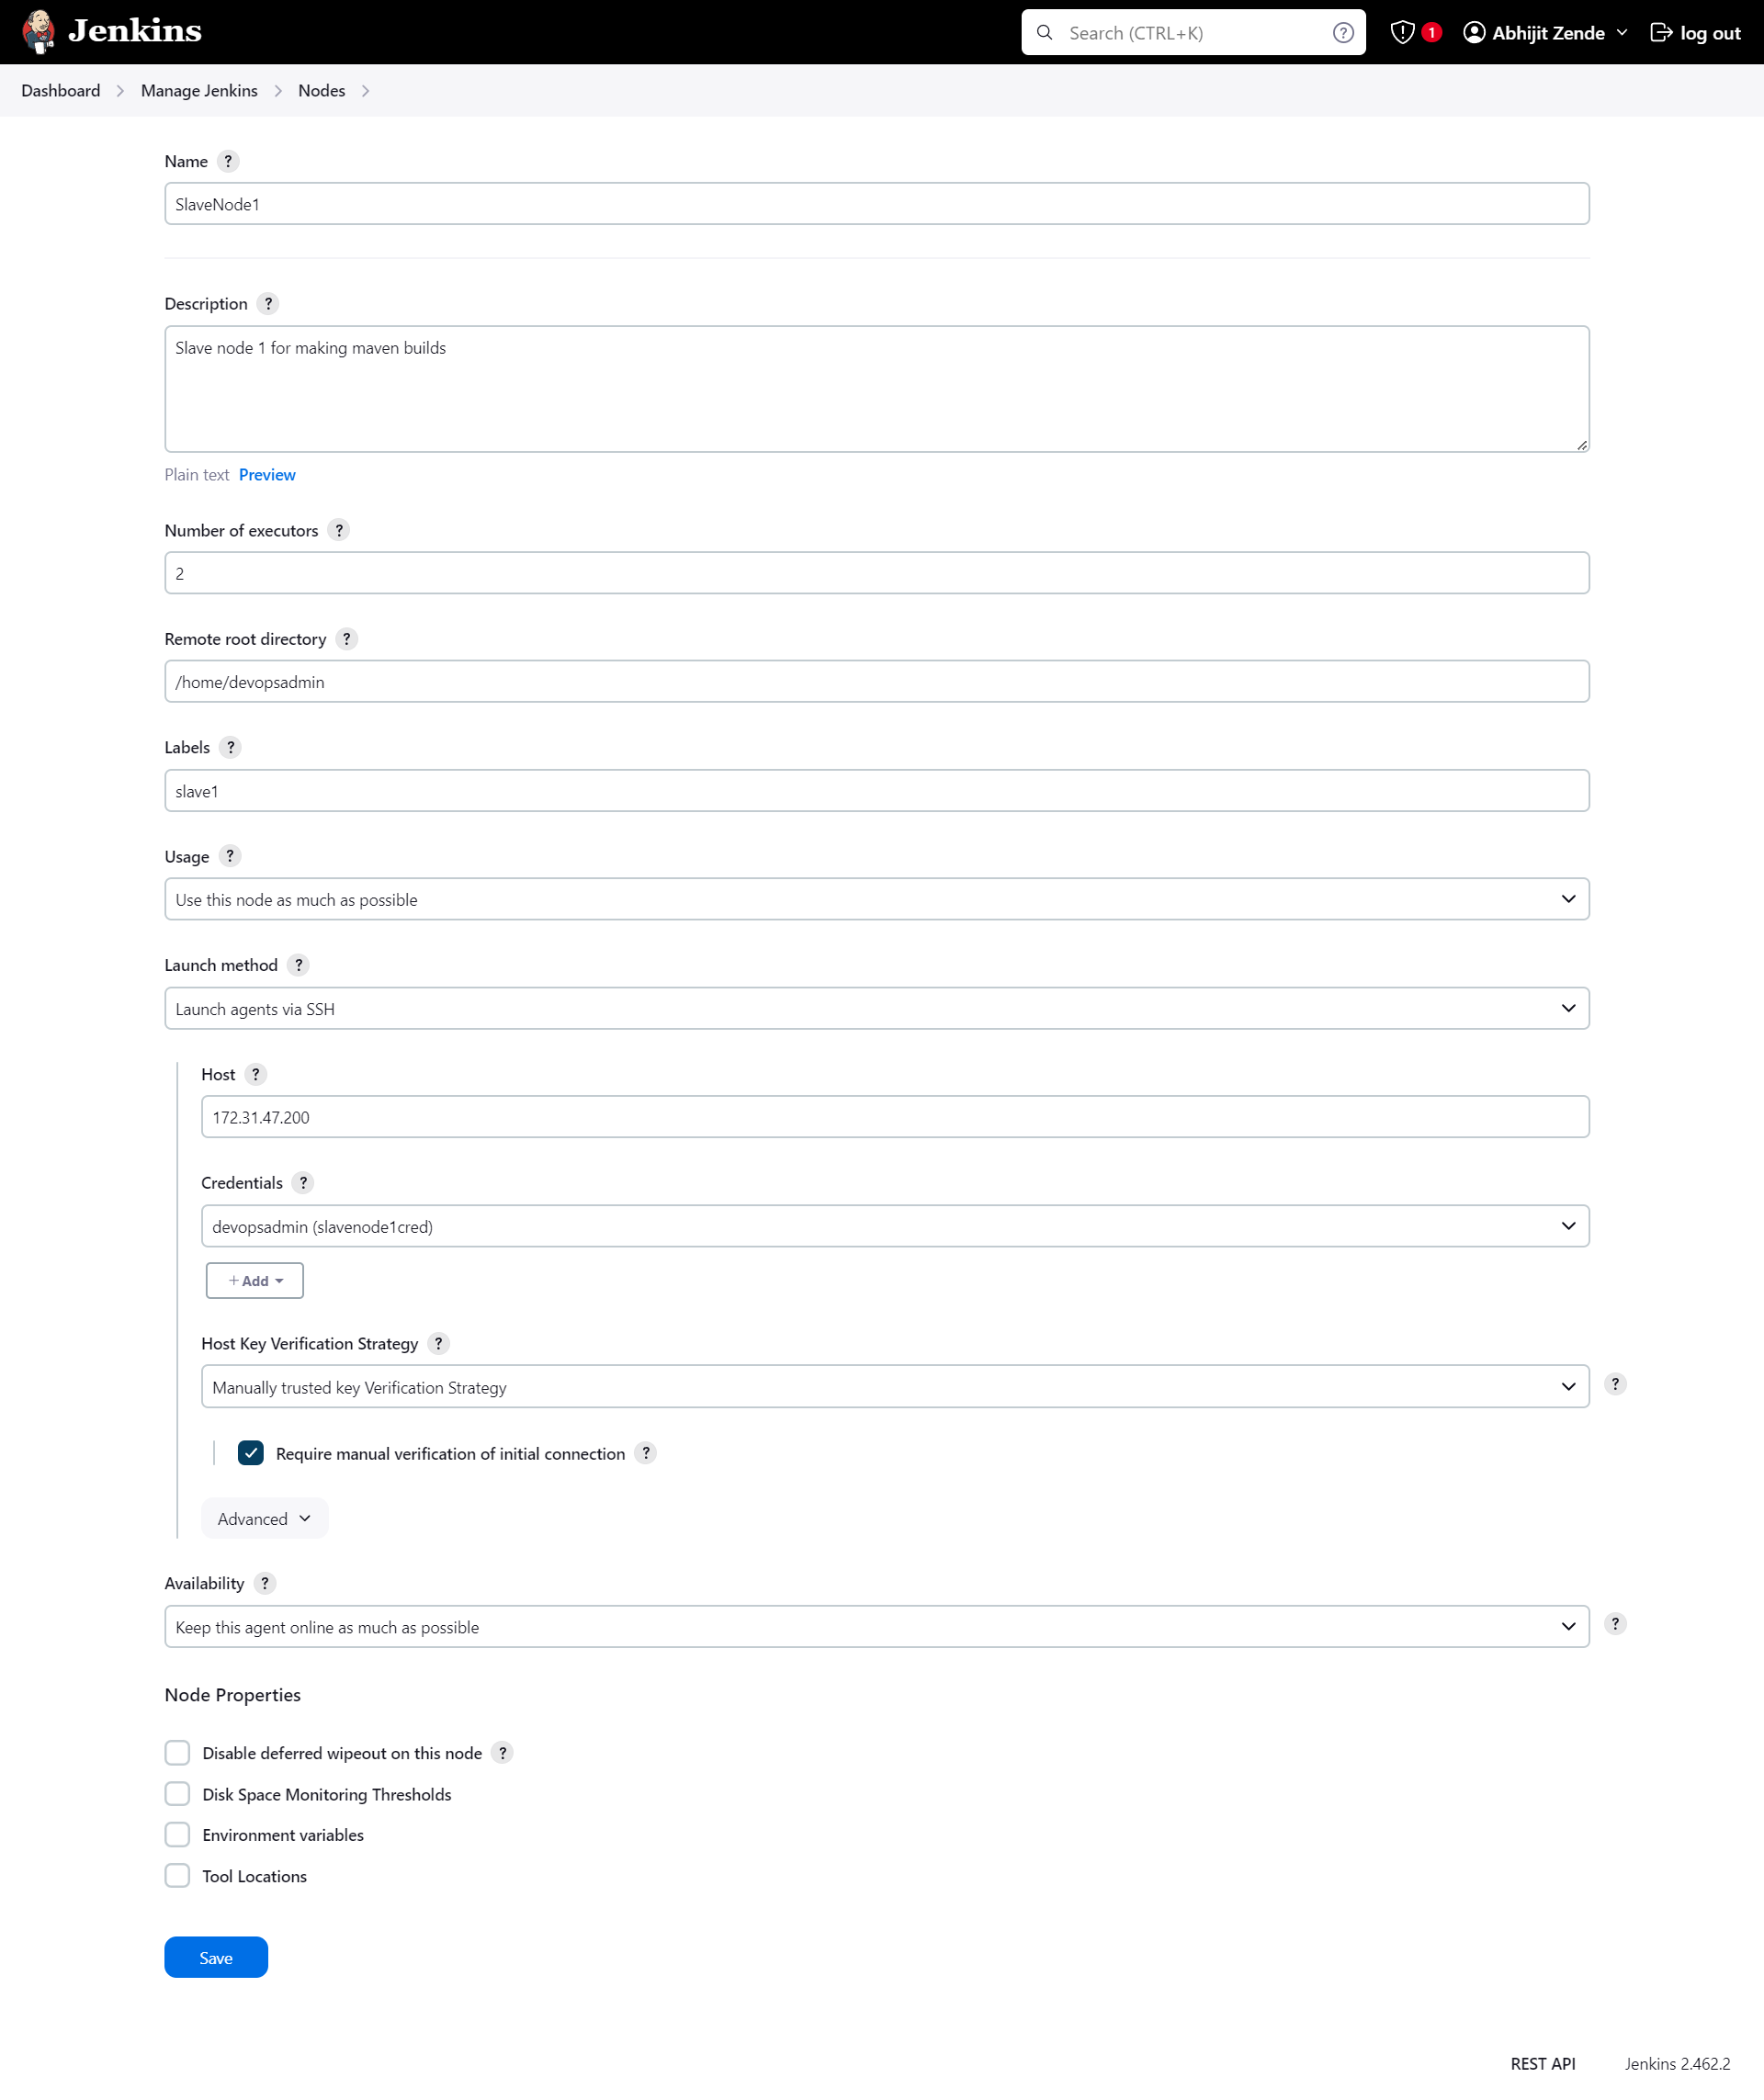 Jenkins
Search (CTRL+K) ?
1
Abhijit Zende
log out
Dashboard > Manage Jenkins > Nodes >
Name ?
SlaveNode1
Description ?
Slave node 1 for making maven builds
Plain text Preview
Number of executors ?
2
Remote root directory ?
/home/devopsadmin
Labels ?
slave1
Usage ?
Use this node as much as possible
Launch method ?
Launch agents via SSH
Host ?
172.31.47.200
Credentials ?
devopsadmin (slavenode1cred)
+ Add
Host Key Verification Strategy ?
Manually trusted key Verification Strategy
?
Require manual verification of initial connection ?
Advanced
Availability ?
Keep this agent online as much as possible
?
Node Properties
Disable deferred wipeout on this node ?
Disk Space Monitoring Thresholds
Environment variables
Tool Locations
Save
REST API
Jenkins 2.462.2